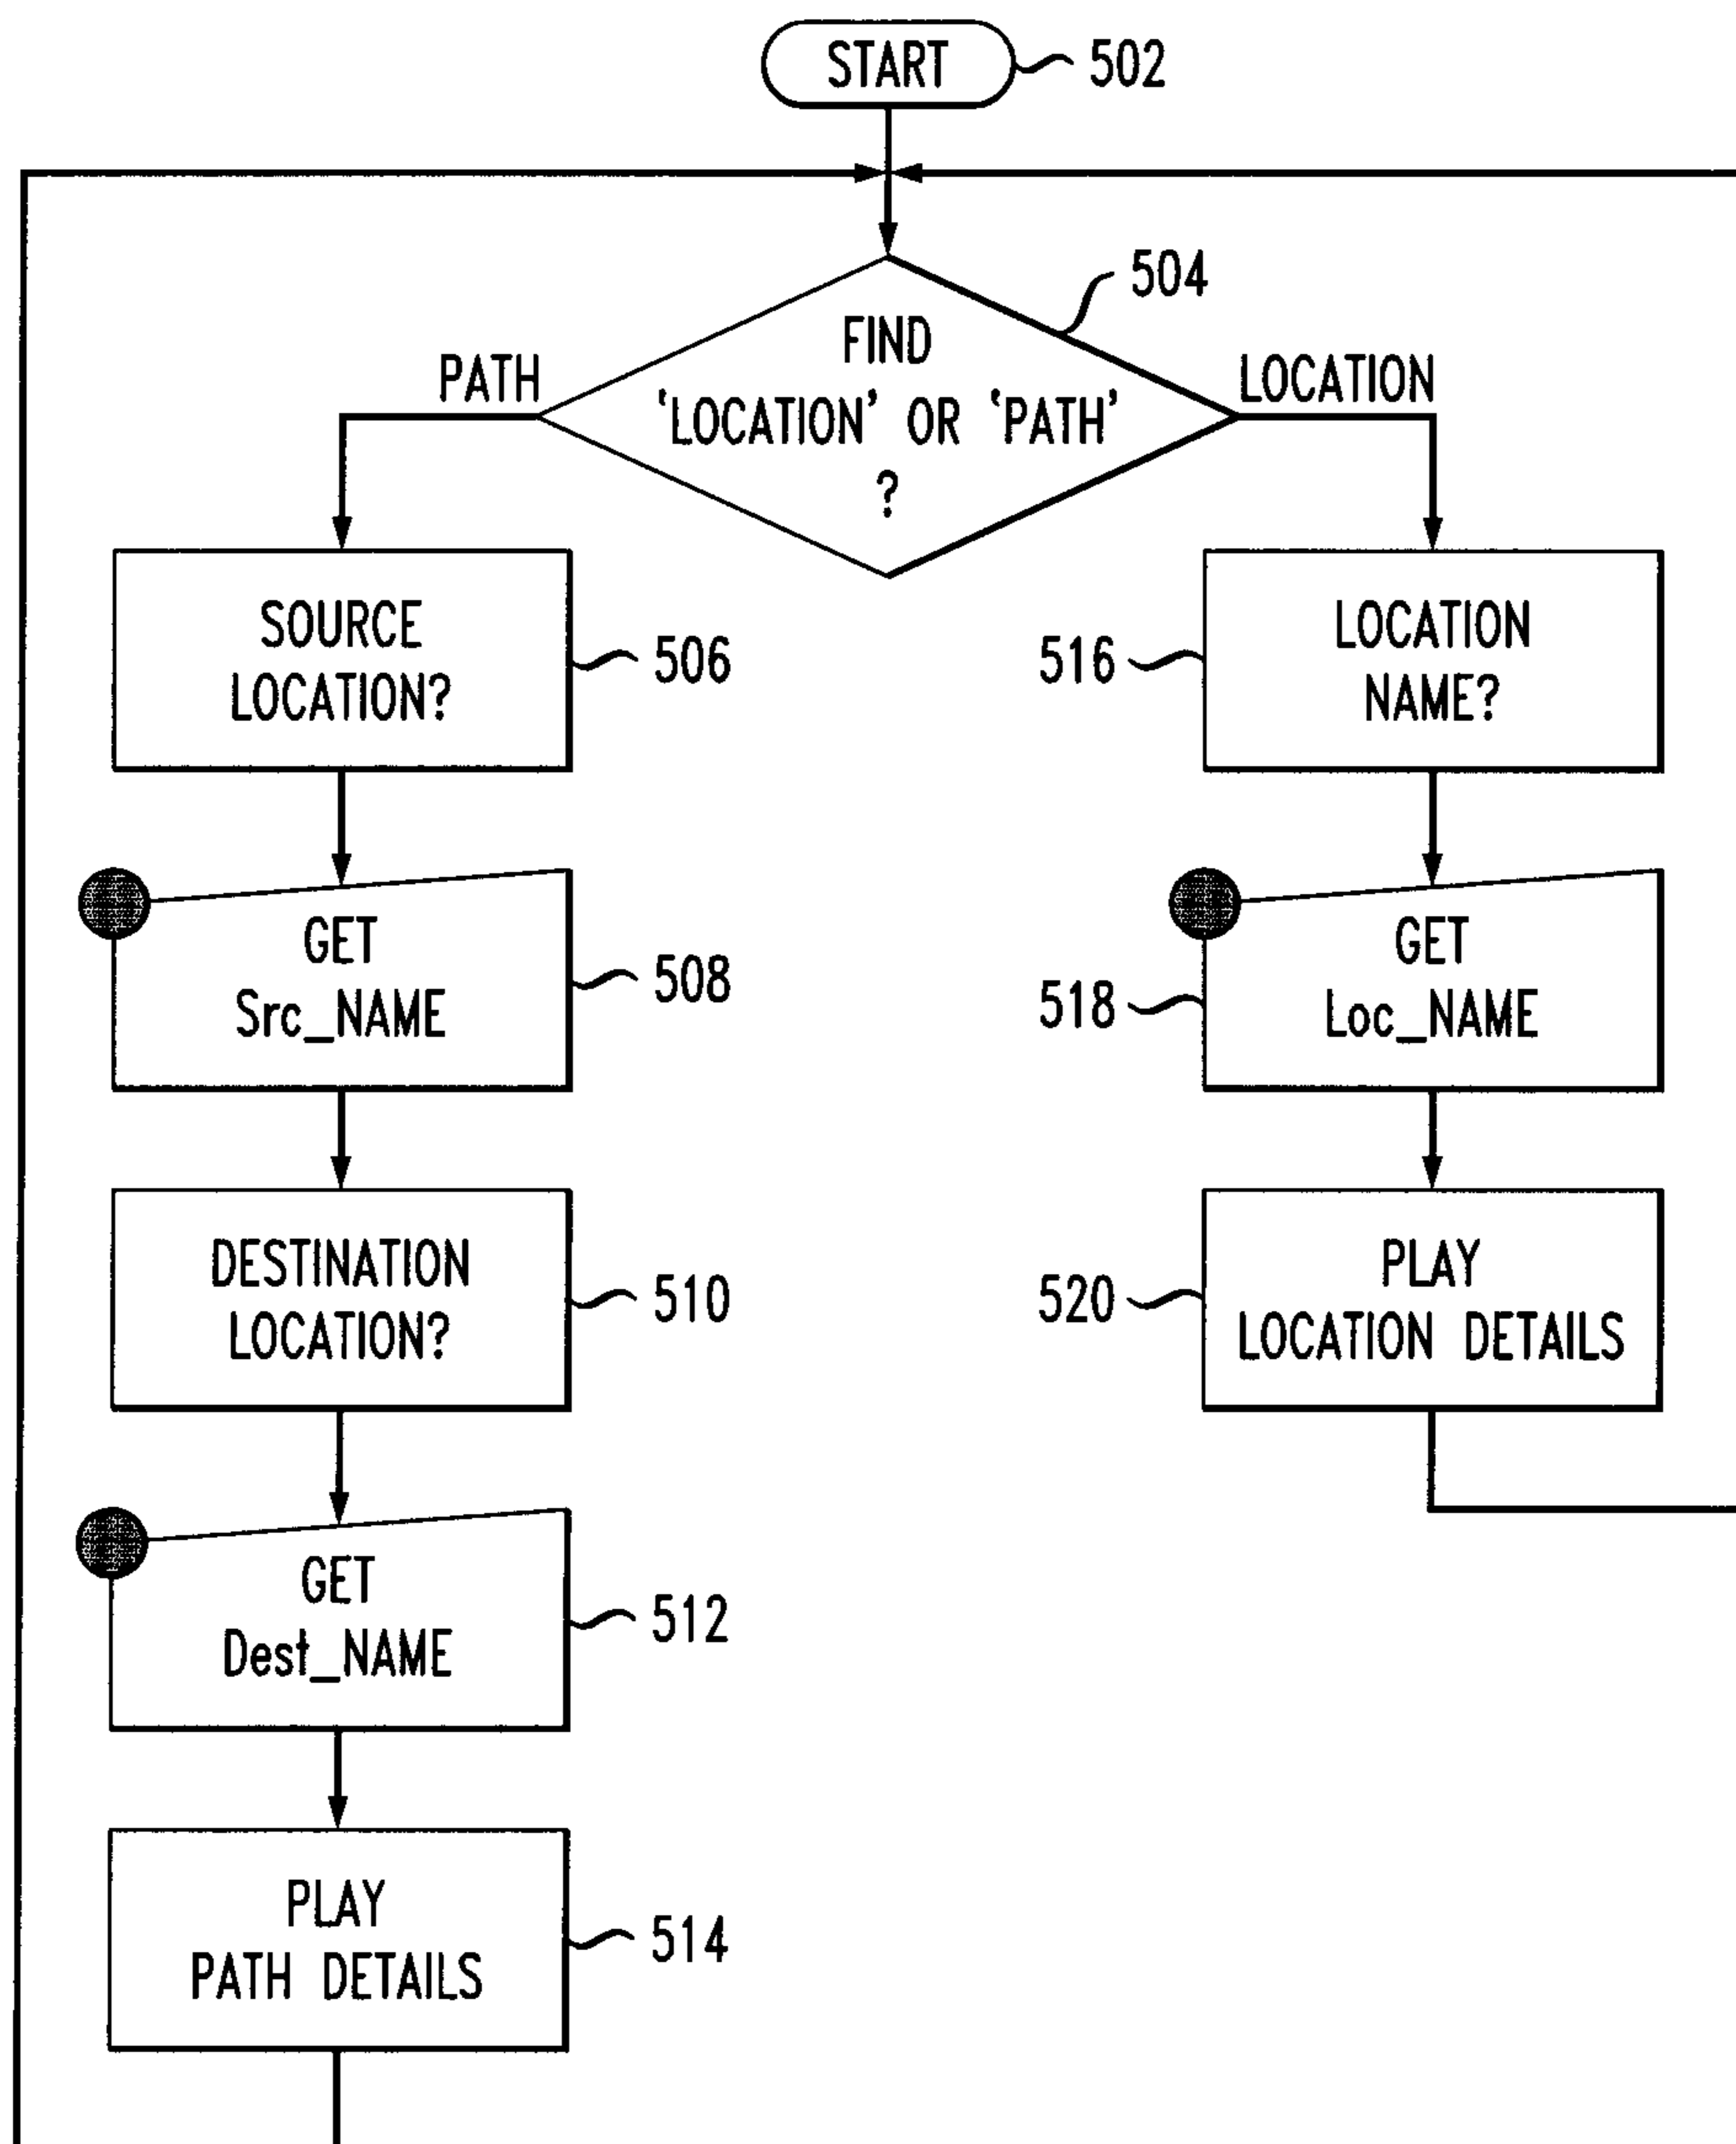 START
502
504
FIND
'LOCATION' OR 'PATH'
?
PATH
LOCATION
SOURCE
LOCATION?
506
GET
Src_NAME
508
DESTINATION
LOCATION?
510
GET
Dest_NAME
512
PLAY
PATH DETAILS
514
516
LOCATION
NAME?
518
GET
Loc_NAME
520
PLAY
LOCATION DETAILS